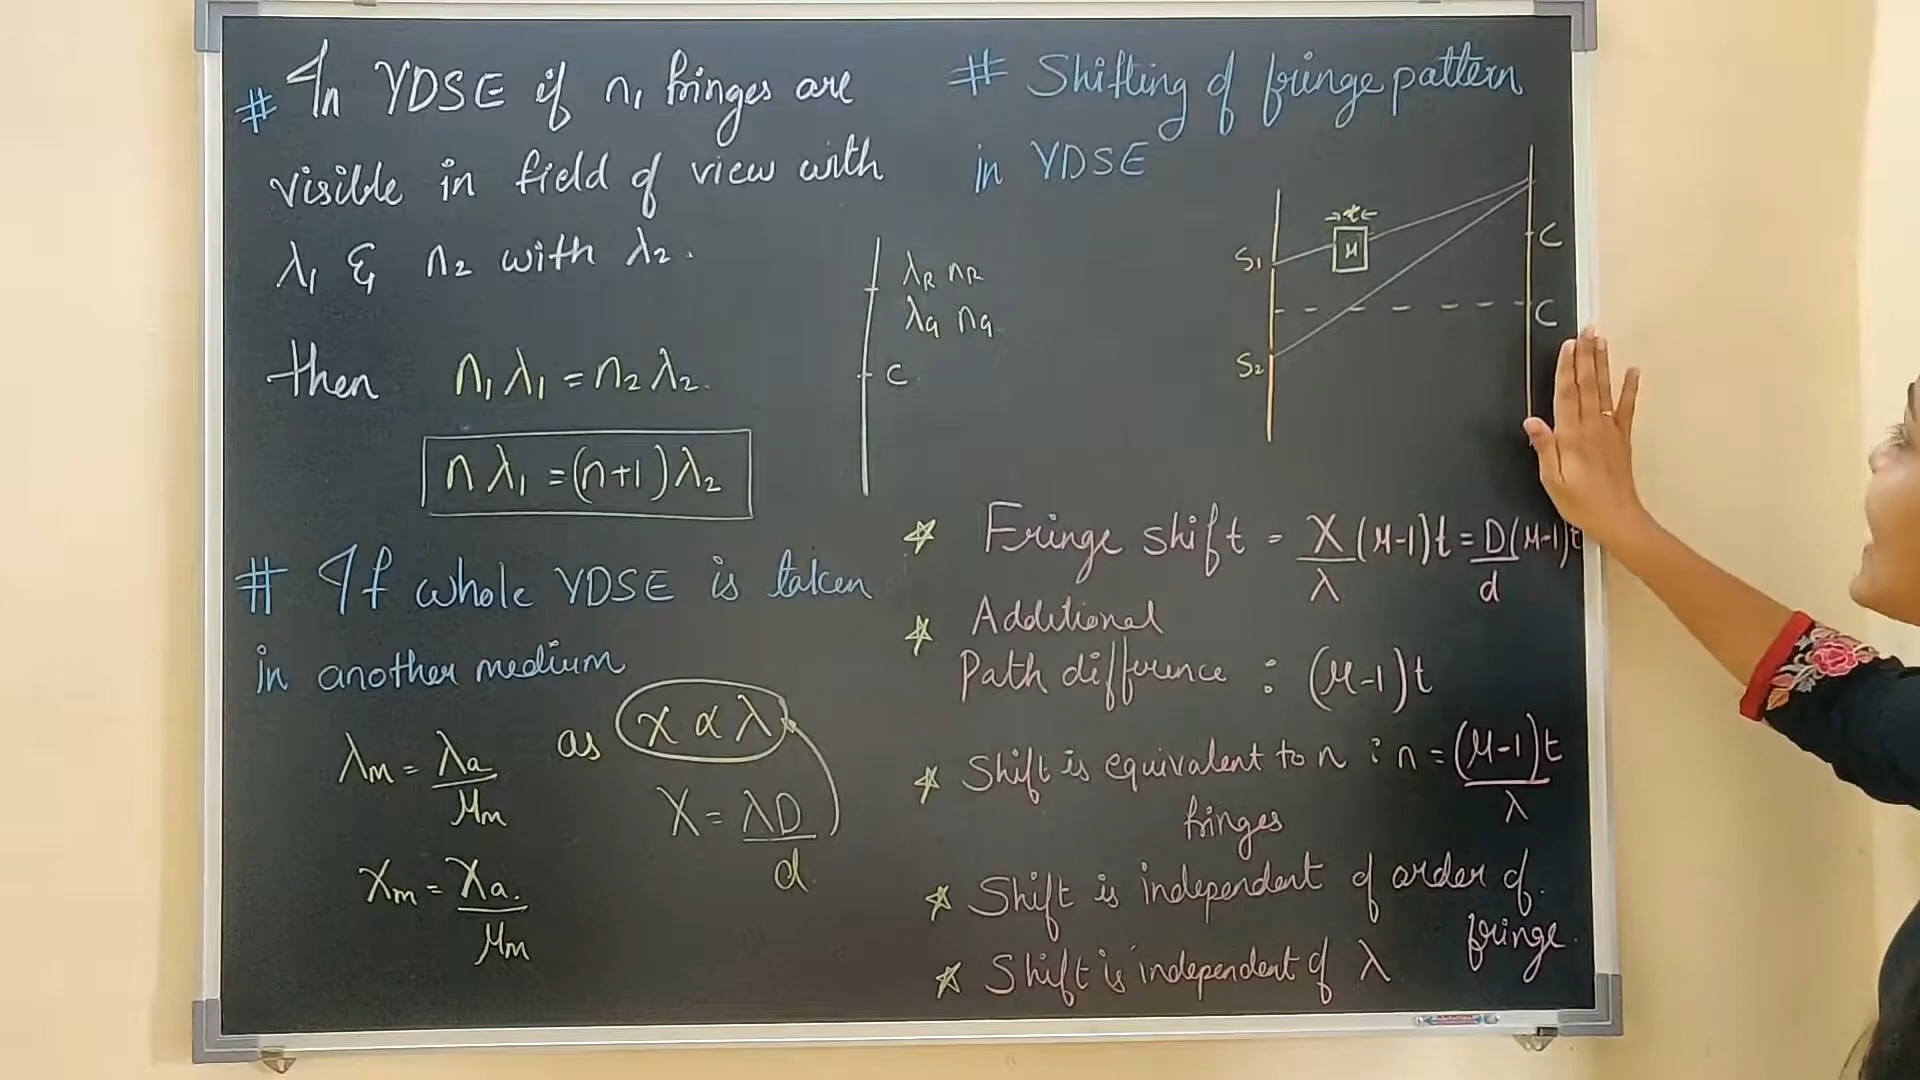 # In YDSE if n₁ fringes are
visible in field of view with
λ₁ & n₂ with λ₂.
then n₁λ₁ = n₂λ₂.
nλ₁ = (n+1)λ₂
λR nR
λG nG
C
# If whole YDSE is taken
in another medium
λm = λa/μm as X ∝ λ
X = λD/d
Xm = Xa/μm
# Shifting of fringe pattern
in YDSE
→t←
S₁ μ C
C
S₂
☆ Fringe shift = X/λ (μ-1)t = D/d (μ-1)t
☆ Additional
Path difference : (μ-1)t
☆ Shift is equivalent to n : n = (μ-1)t/λ
fringes
☆ Shift is independent of order of
fringe
☆ Shift is independent of λ